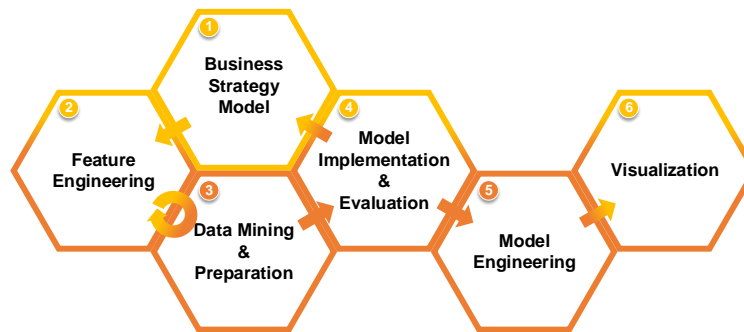 1
Business
Strategy
Model
2
Feature
Engineering
3
Data Mining
&
Preparation
4
Model
Implementation
&
Evaluation
5
Model
Engineering
6
Visualization